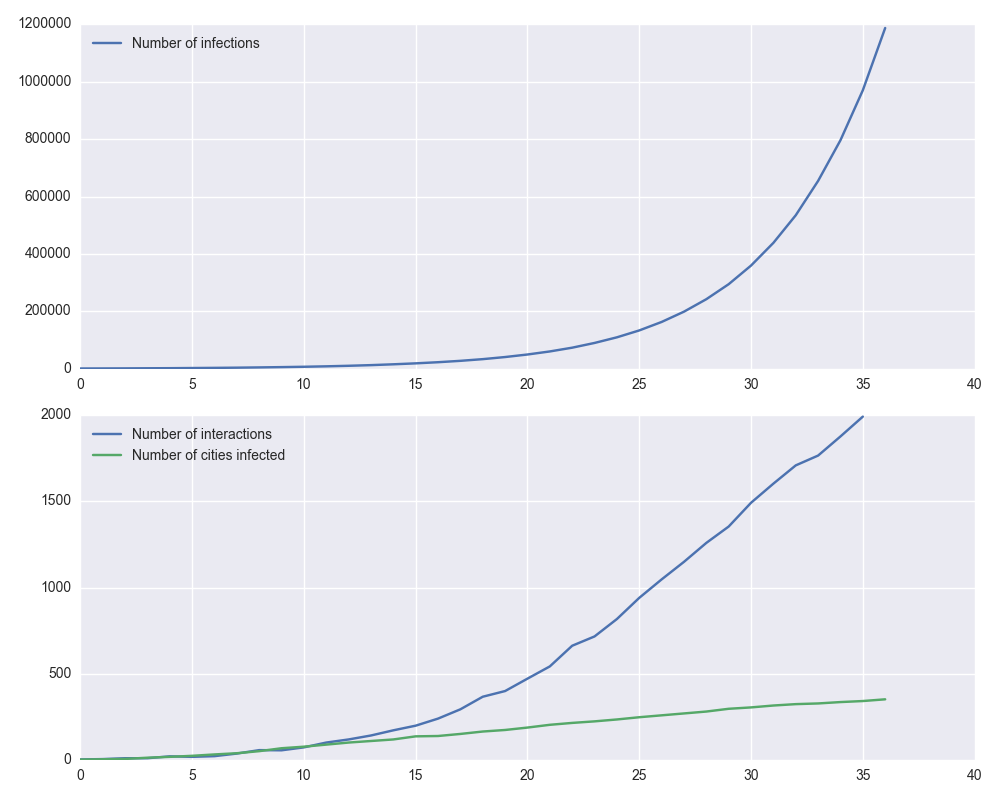 1200000
Number of infections
1000000
800000
600000
400000
200000
0
0 5 10 15 20 25 30 35 40
2000
Number of interactions
Number of cities infected
1500
1000
500
0
0 5 10 15 20 25 30 35 40